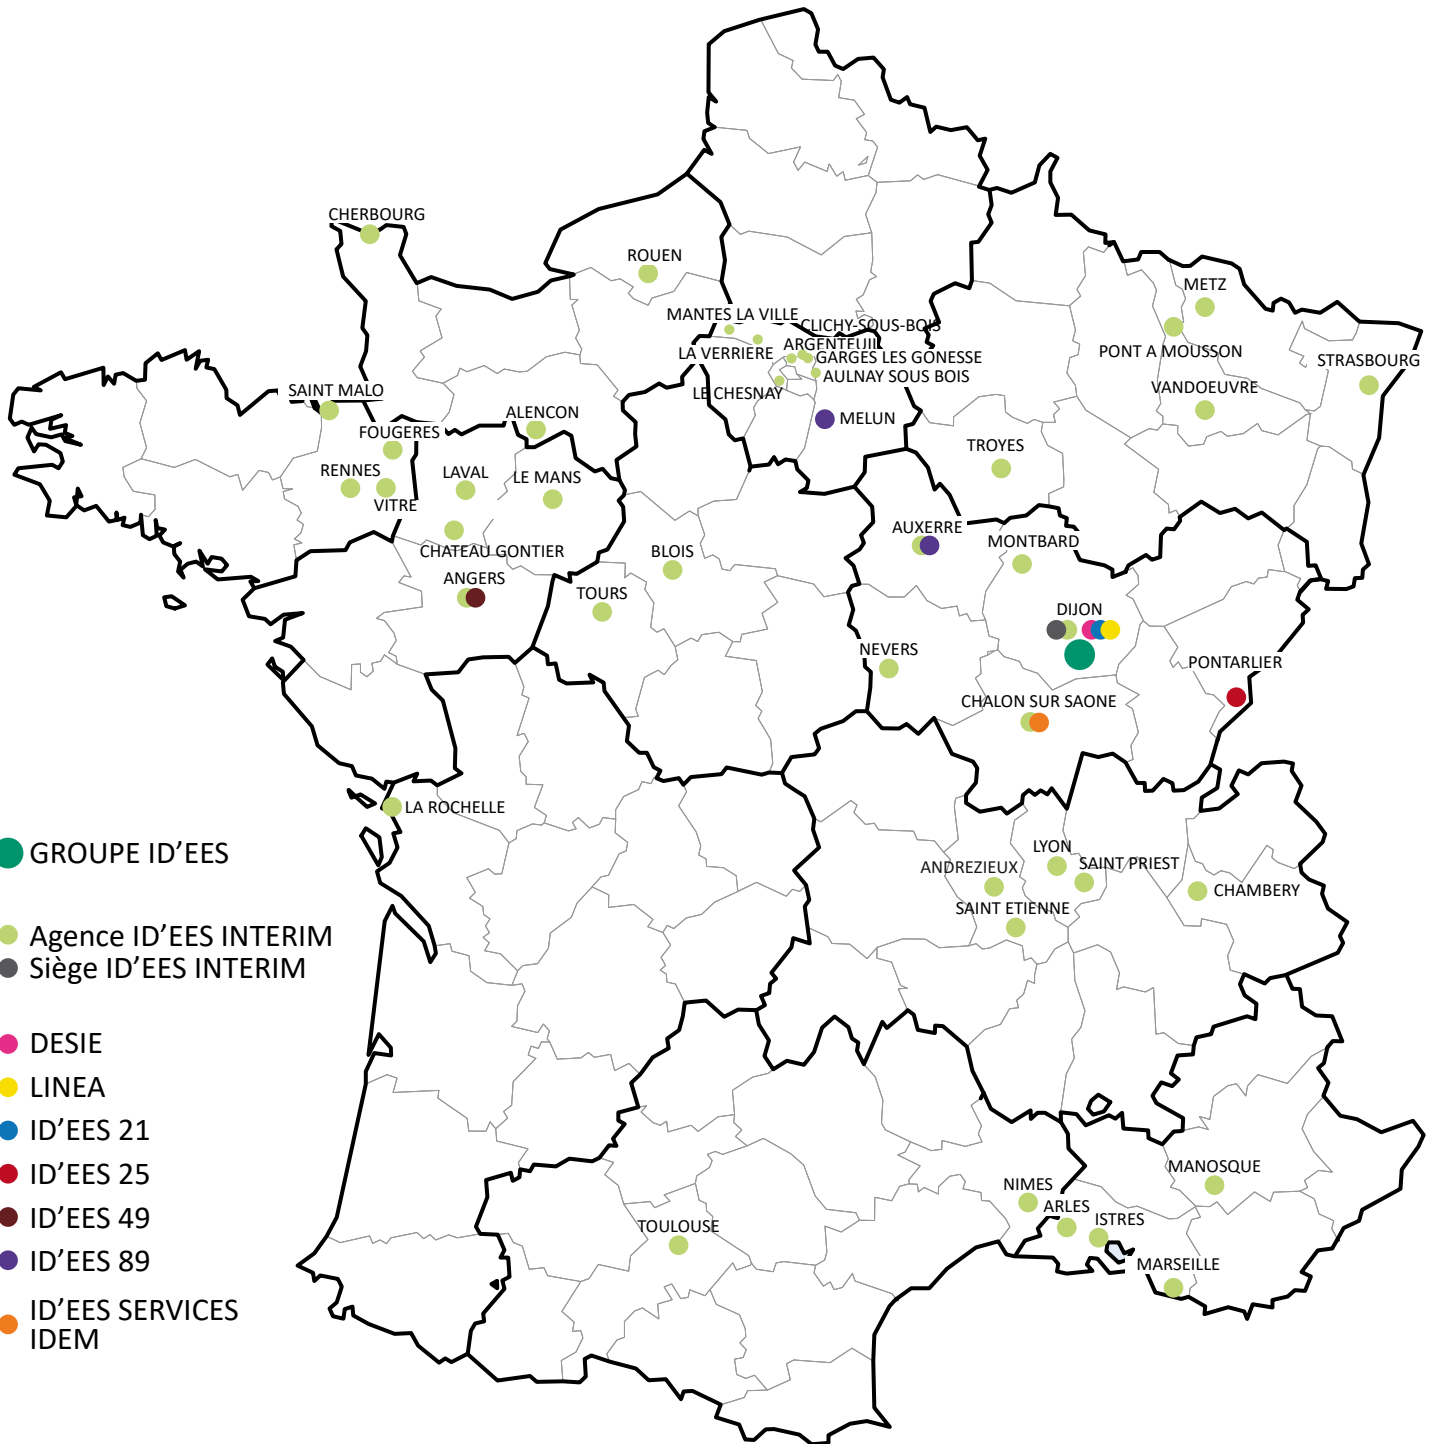 CHERBOURG
ROUEN
METZ
MANTES LA VILLE
CLICHY-SOUS-BOIS
ARGENTEUIL
LA VERRIERE
GARGES LES GONESSE
PONT A MOUSSON
STRASBOURG
AULNAY SOUS BOIS
LE CHESNAY
VANDOEUVRE
SAINT MALO
ALENCON
MELUN
FOUGERES
TROYES
RENNES
LAVAL
LE MANS
VITRE
AUXERRE
MONTBARD
CHATEAU GONTIER
BLOIS
ANGERS
TOURS
DIJON
NEVERS
PONTARLIER
CHALON SUR SAONE
LA ROCHELLE
LYON
SAINT PRIEST
ANDREZIEUX
CHAMBERY
SAINT ETIENNE
MANOSQUE
NIMES
ARLES
ISTRES
TOULOUSE
MARSEILLE
GROUPE ID’EES
Agence ID’EES INTERIM
Siège ID’EES INTERIM
DESIE
LINEA
ID’EES 21
ID’EES 25
ID’EES 49
ID’EES 89
ID’EES SERVICES
IDEM